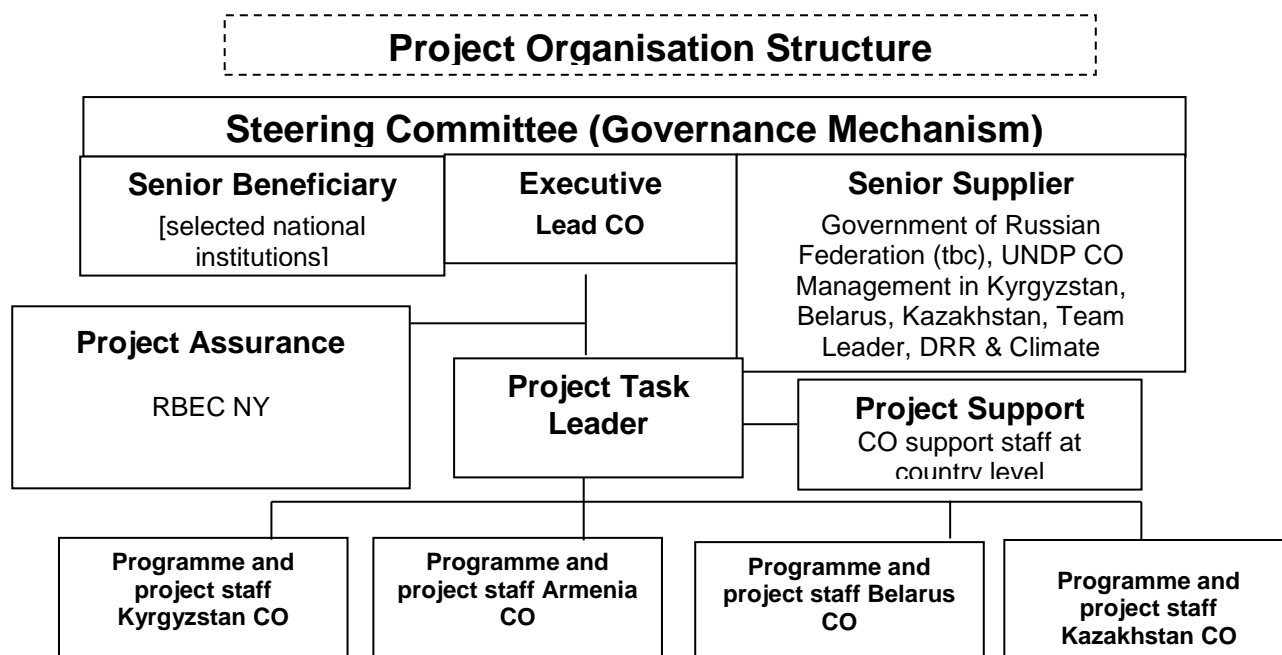 Project Organisation Structure
Steering Committee (Governance Mechanism)
Senior Beneficiary
[selected national
institutions]
Executive
Lead CO
Senior Supplier
Government of Russian
Federation (tbc), UNDP CO
Management in Kyrgyzstan,
Belarus, Kazakhstan, Team
Leader, DRR & Climate
Project Assurance
RBEC NY
Project Task
Leader
Project Support
CO support staff at
country level
Programme and
project staff
Kyrgyzstan CO
Programme and
project staff Armenia
CO
Programme and
project staff Belarus
CO
Programme and
project staff
Kazakhstan CO